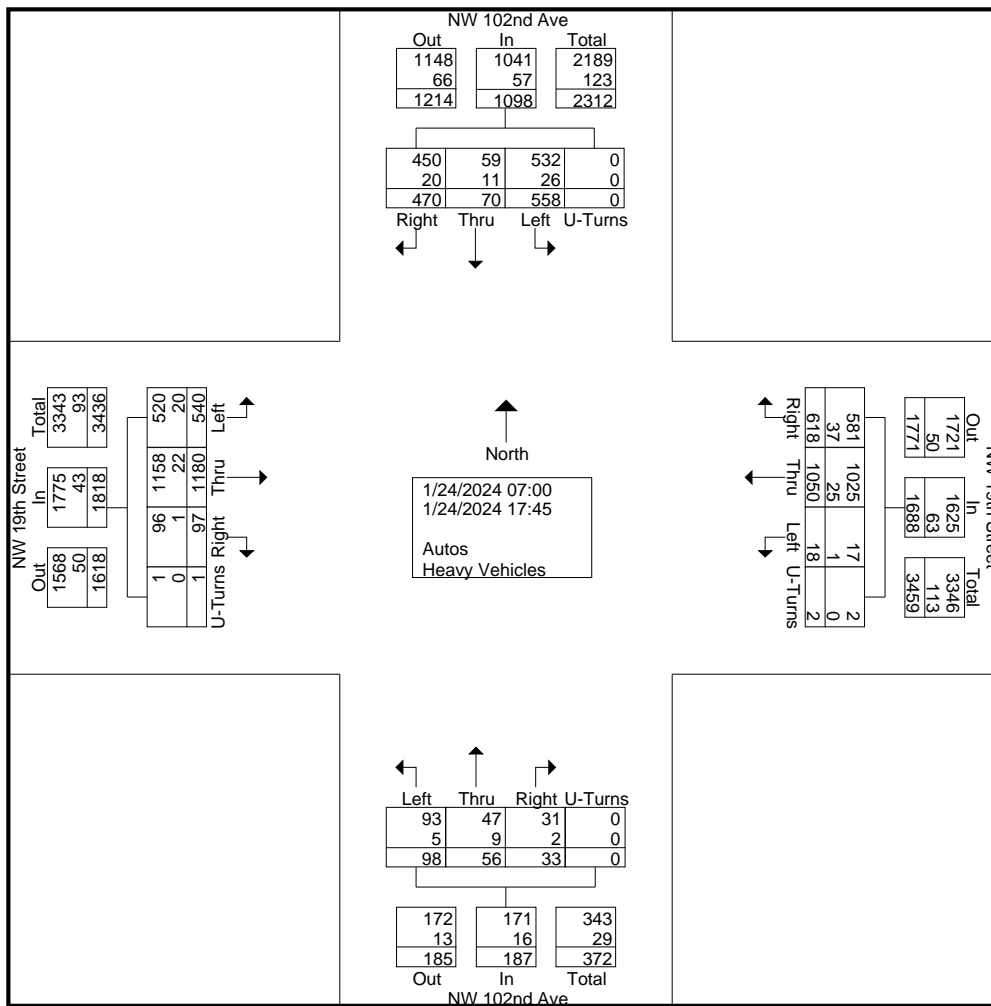 NW 102nd Ave
Out In Total
1148 1041 2189
66 57 123
1214 1098 2312
450 59 532 0
20 11 26 0
470 70 558 0
Right Thru Left U-Turns
NW 19th Street
Total In Out
3343 1775 1568
93 43 50
3436 1818 1618
520 1158 96 1
20 22 1 0
540 1180 97 1
Left Thru Right U-Turns
North
1/24/2024 07:00
1/24/2024 17:45
Autos
Heavy Vehicles
Right Thru Left U-Turns
618 1050 18 2
37 25 1 0
581 1025 17 2
Out In Total
1721 1625 3346
50 63 113
1771 1688 3459
NW 19th Street
Left Thru Right U-Turns
93 47 31 0
5 9 2 0
98 56 33 0
172 171 343
13 16 29
185 187 372
Out In Total
NW 102nd Ave